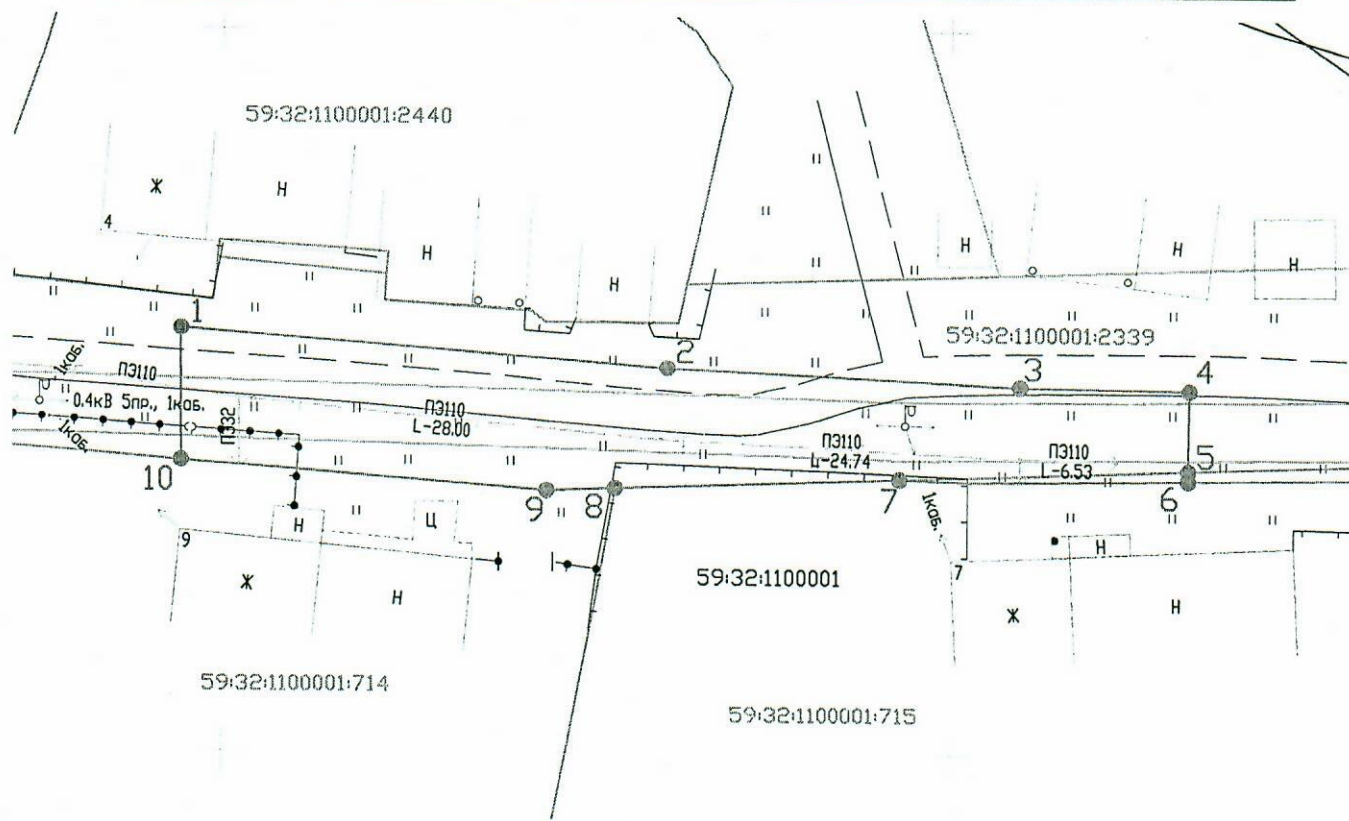 59:32:1100001:2440
Ж
Н
4
Н
Н
Н
Н
Н
1
2
59:32:1100001:2339
3
4
1каб.
ПЭ110
0.4кВ 5пр., 1каб.
1каб.
ПЭ32
ПЭ110
L-28.00
ПЭ110
L-24.74
ПЭ110
L-6.53
5
6
7
8
9
10
1каб.
Н
Ц
9
Ж
Н
59:32:1100001
7
Н
Ж
Н
59:32:1100001:714
59:32:1100001:715